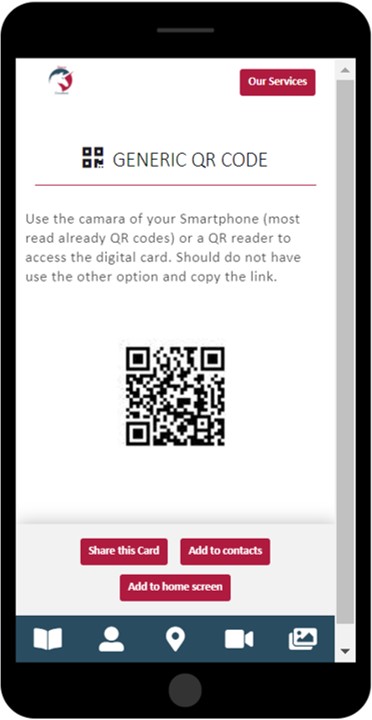 Our Services
GENERIC QR CODE
Use the camara of your Smartphone (most
read already QR codes) or a QR reader to
access the digital card. Should do not have
use the other option and copy the link.
Share this Card
Add to contacts
Add to home screen